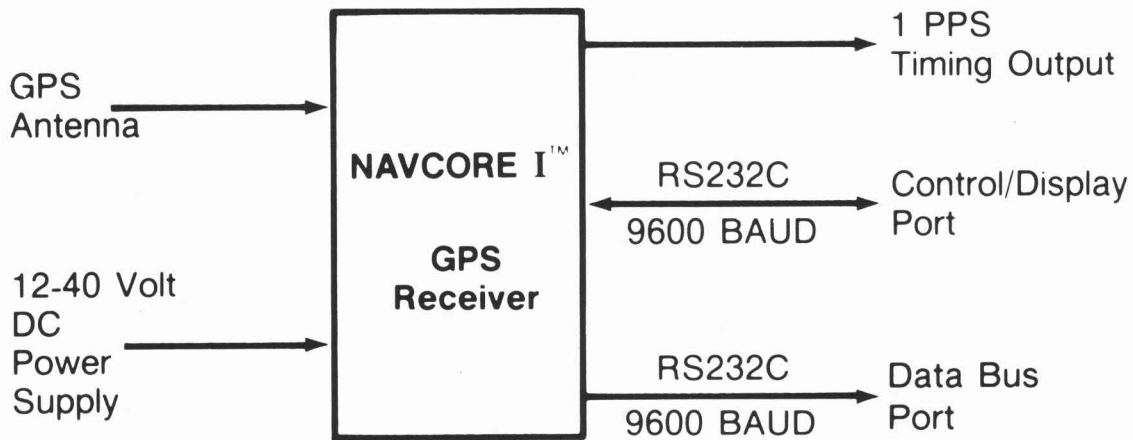 GPS
Antenna
12-40 Volt
DC
Power
Supply
NAVCORE I™
GPS
Receiver
1 PPS
Timing Output
RS232C
9600 BAUD
Control/Display
Port
RS232C
9600 BAUD
Data Bus
Port